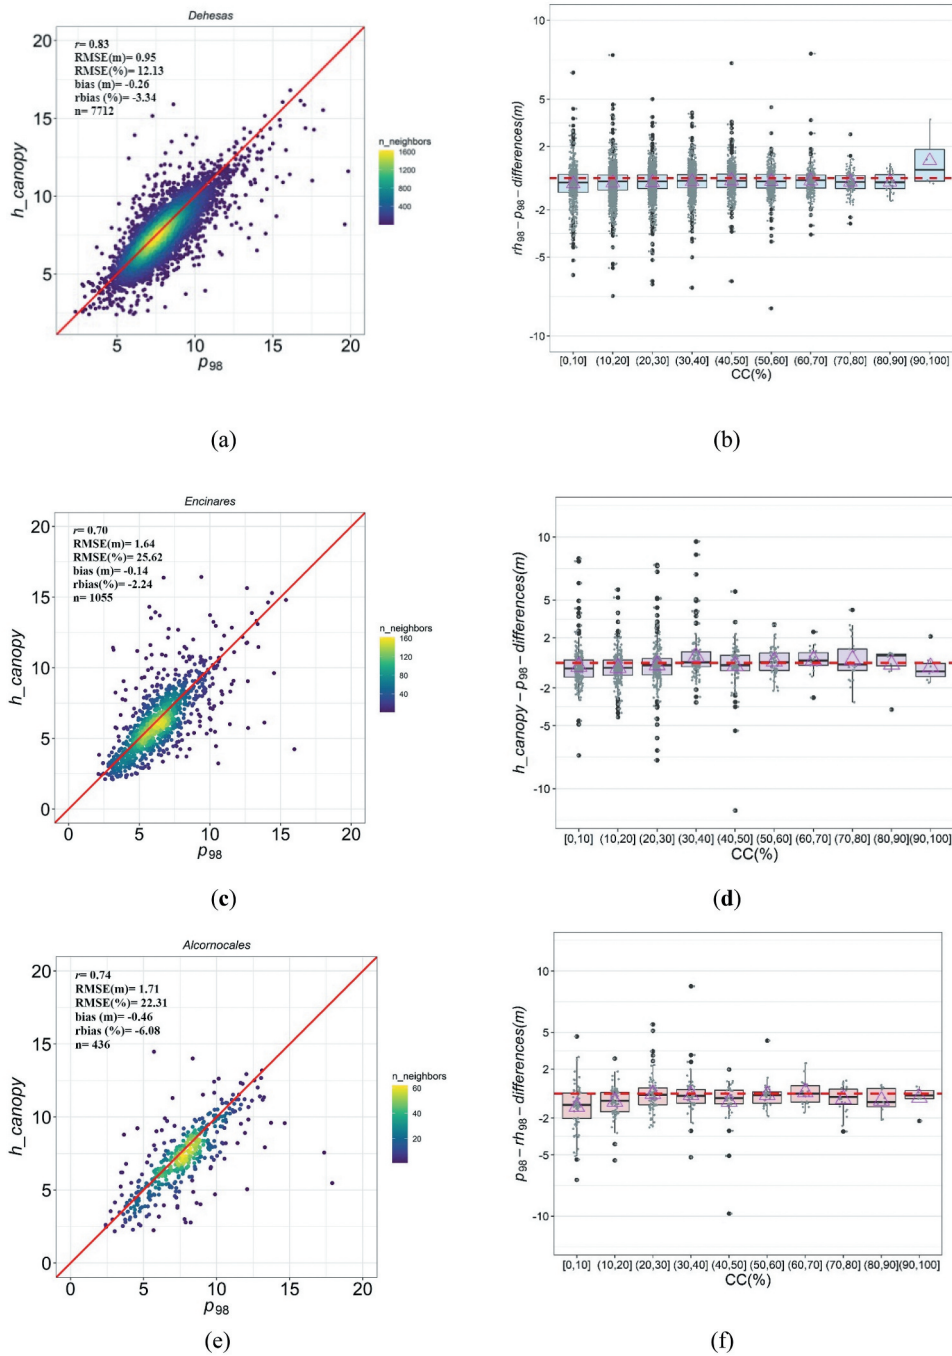 Dehesas
r= 0.83
RMSE(m)= 0.95
RMSE(%)= 12.13
bias (m)= -0.26
rbias (%)= -3.34
n= 7712
h_canopy
20
15
10
5
5 10 15 20
p98
n_neighbors
1600
1200
800
400
(a)
rh98 – p98 – differences(m)
10
5
2
-2
-5
-10
[0,10] (10,20] (20,30] (30,40] (40,50] (50,60] (60,70] (70,80] (80,90] (90,100]
CC(%)
(b)
Encinares
r= 0.70
RMSE(m)= 1.64
RMSE(%)= 25.62
bias (m)= -0.14
rbias(%)= -2.24
n= 1055
h_canopy
20
15
10
5
0
0 5 10 15 20
p98
n_neighbors
160
120
80
40
(c)
h_canopy – p98 – differences(m)
10
5
2
-2
-5
-10
[0,10] (10,20] (20,30] (30,40] (40,50] (50,60] (60,70] (70,80] (80,90] (90,100]
CC(%)
(d)
Alcornocales
r= 0.74
RMSE(m)= 1.71
RMSE(%)= 22.31
bias (m)= -0.46
rbias (%)= -6.08
n= 436
h_canopy
20
15
10
5
0
0 5 10 15 20
p98
n_neighbors
60
40
20
(e)
p98 – rh98 – differences(m)
10
5
2
-2
-5
-10
[0,10] (10,20] (20,30] (30,40] (40,50] (50,60] (60,70] (70,80] (80,90] (90,100]
CC(%)
(f)